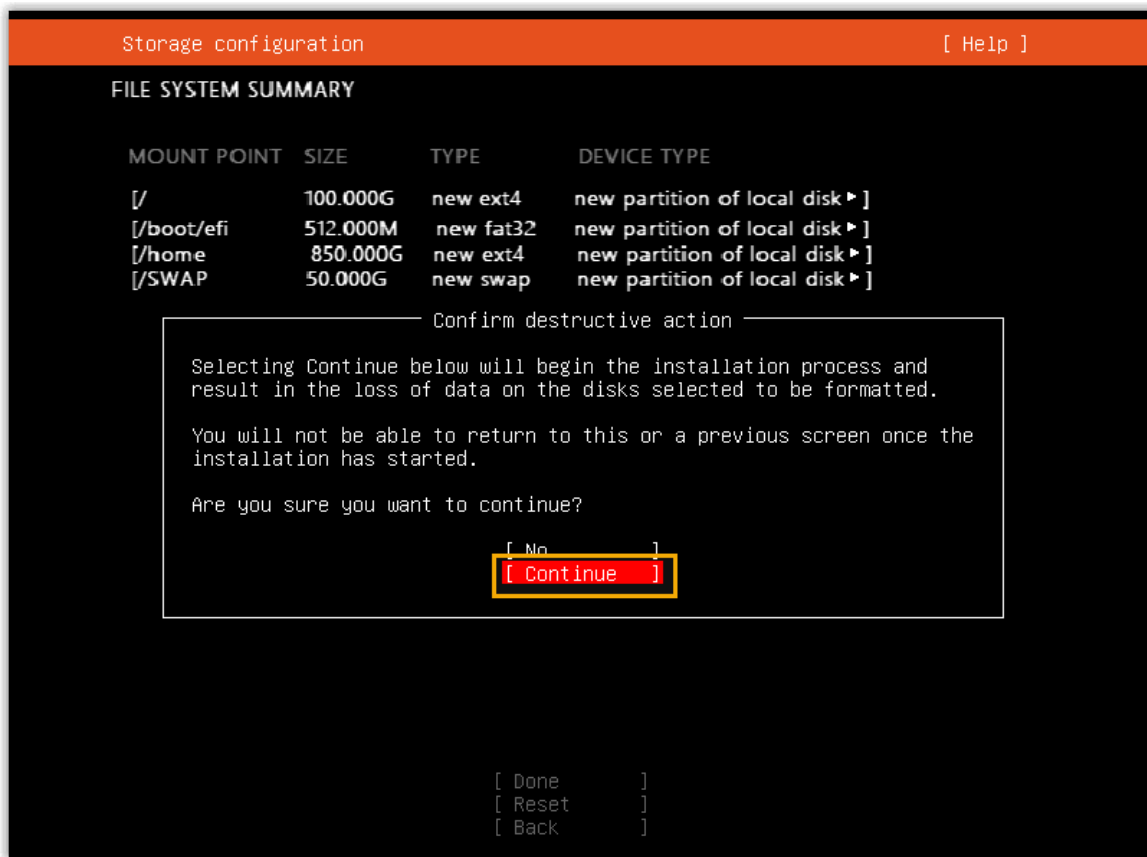 Storage configuration [ Help ]
FILE SYSTEM SUMMARY
MOUNT POINT SIZE TYPE DEVICE TYPE
[/ 100.000G new ext4 new partition of local disk ▸ ]
[/boot/efi 512.000M new fat32 new partition of local disk ▸ ]
[/home 850.000G new ext4 new partition of local disk ▸ ]
[/SWAP 50.000G new swap new partition of local disk ▸ ]
Confirm destructive action
Selecting Continue below will begin the installation process and
result in the loss of data on the disks selected to be formatted.
You will not be able to return to this or a previous screen once the
installation has started.
Are you sure you want to continue?
[ No ]
[ Continue ]
[ Done ]
[ Reset ]
[ Back ]